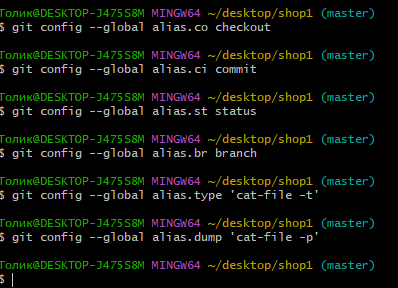 Толик@DESKTOP-J475S8M MINGW64 ~/desktop/shop1 (master)
$ git config --global alias.co checkout
Толик@DESKTOP-J475S8M MINGW64 ~/desktop/shop1 (master)
$ git config --global alias.ci commit
Толик@DESKTOP-J475S8M MINGW64 ~/desktop/shop1 (master)
$ git config --global alias.st status
Толик@DESKTOP-J475S8M MINGW64 ~/desktop/shop1 (master)
$ git config --global alias.br branch
Толик@DESKTOP-J475S8M MINGW64 ~/desktop/shop1 (master)
$ git config --global alias.type 'cat-file -t'
Толик@DESKTOP-J475S8M MINGW64 ~/desktop/shop1 (master)
$ git config --global alias.dump 'cat-file -p'
Толик@DESKTOP-J475S8M MINGW64 ~/desktop/shop1 (master)
$